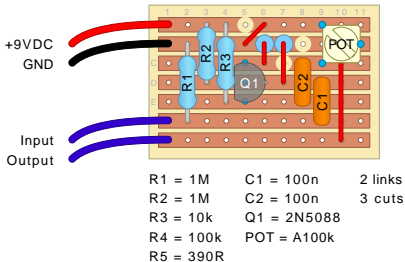 1 2 3 4 5 6 7 8 9 10 11
+9VDC
GND
C
D
E
R1
R2
R3
Q1
C2
C1
POT
Input
Output
R1 = 1M C1 = 100n 2 links
R2 = 1M C2 = 100n 3 cuts
R3 = 10k Q1 = 2N5088
R4 = 100k POT = A100k
R5 = 390R